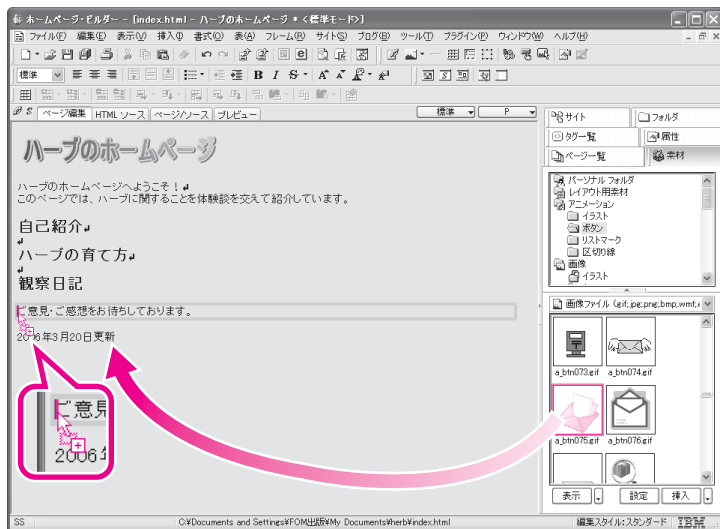 ホームページ・ビルダー - [index.html - ハーブのホームページ * <標準モード>]
ファイル(F) 編集(E) 表示(V) 挿入(I) 書式(O) 表(A) フレーム(R) サイト(S) ブログ(B) ツール(T) プラグイン(P) ウィンドウ(W) ヘルプ(H)
標準
ページ編集 HTML ソース ページ/ソース プレビュー 標準 P
ハーブのホームページ
ハーブのホームページへようこそ!
このページでは、ハーブに関することを体験談を交えて紹介しています。
自己紹介
ハーブの育て方
観察日記
ご意見・ご感想をお待ちしております。
2006年3月20日更新
ご意見
2006年
サイト フォルダ
タグ一覧 属性
ページ一覧 素材
パーソナル フォルダ
レイアウト用素材
アニメーション
イラスト
ボタン
リストマーク
区切り線
画像
イラスト
画像ファイル (gif;jpg;png;bmp;wmf;
a_btn073.gif a_btn074.gif
a_btn075.gif a_btn076.gif
表示 設定 挿入
SS C:¥Documents and Settings¥FOM出版¥My Documents¥herb¥index.html 編集スタイル:スタンダード IBM